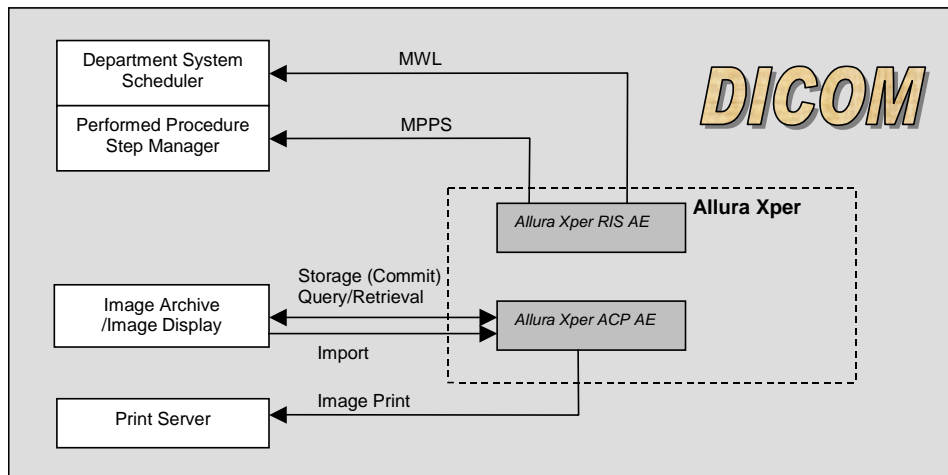 Department System
Scheduler
MWL
DICOM
Performed Procedure
Step Manager
MPPS
Allura Xper
Allura Xper RIS AE
Storage (Commit)
Query/Retrieval
Image Archive
/Image Display
Allura Xper ACP AE
Import
Image Print
Print Server